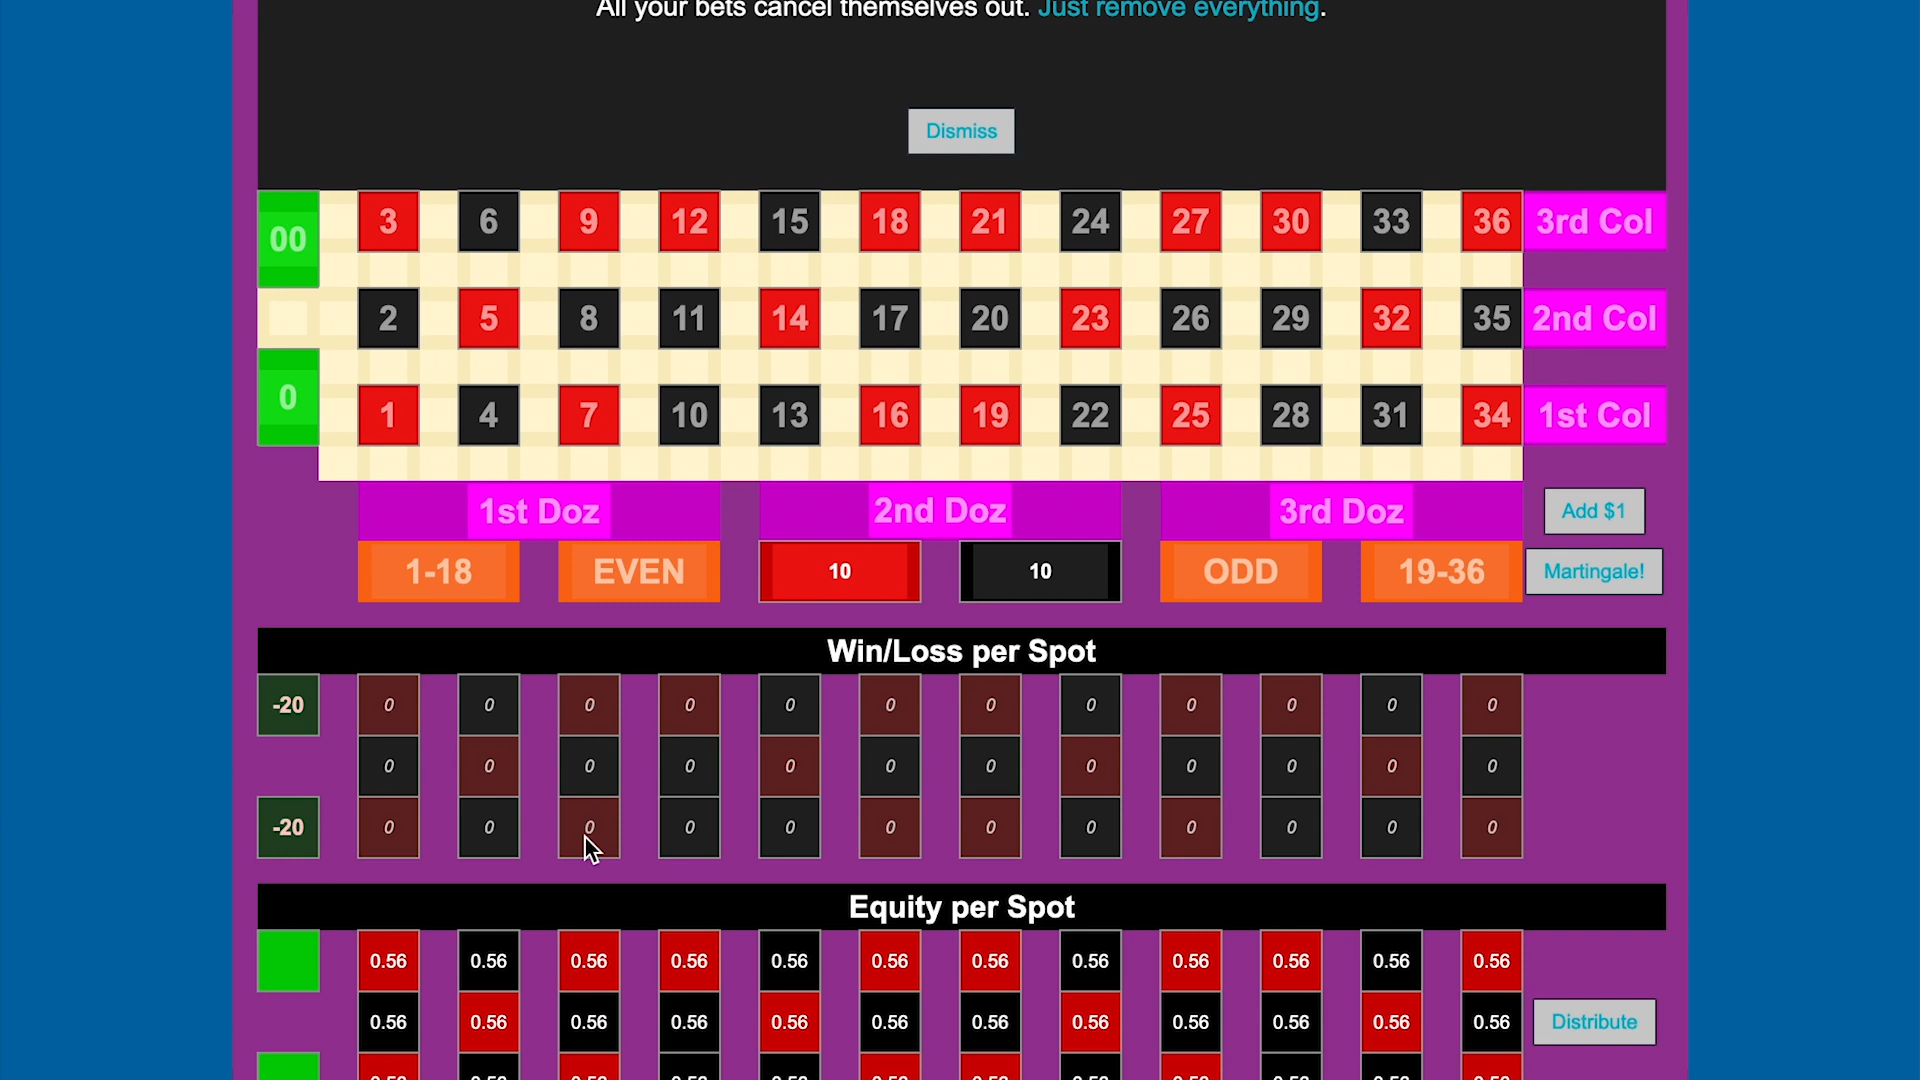 All your bets cancel themselves out. Just remove everything.
Dismiss
00 3 6 9 12 15 18 21 24 27 30 33 36 3rd Col
2 5 8 11 14 17 20 23 26 29 32 35 2nd Col
0 1 4 7 10 13 16 19 22 25 28 31 34 1st Col
1st Doz 2nd Doz 3rd Doz Add $1
1-18 EVEN 10 10 ODD 19-36 Martingale!
Win/Loss per Spot
-20 0 0 0 0 0 0 0 0 0 0 0 0
0 0 0 0 0 0 0 0 0 0 0 0
-20 0 0 0 0 0 0 0 0 0 0 0 0
Equity per Spot
0.56 0.56 0.56 0.56 0.56 0.56 0.56 0.56 0.56 0.56 0.56 0.56
0.56 0.56 0.56 0.56 0.56 0.56 0.56 0.56 0.56 0.56 0.56 0.56 Distribute